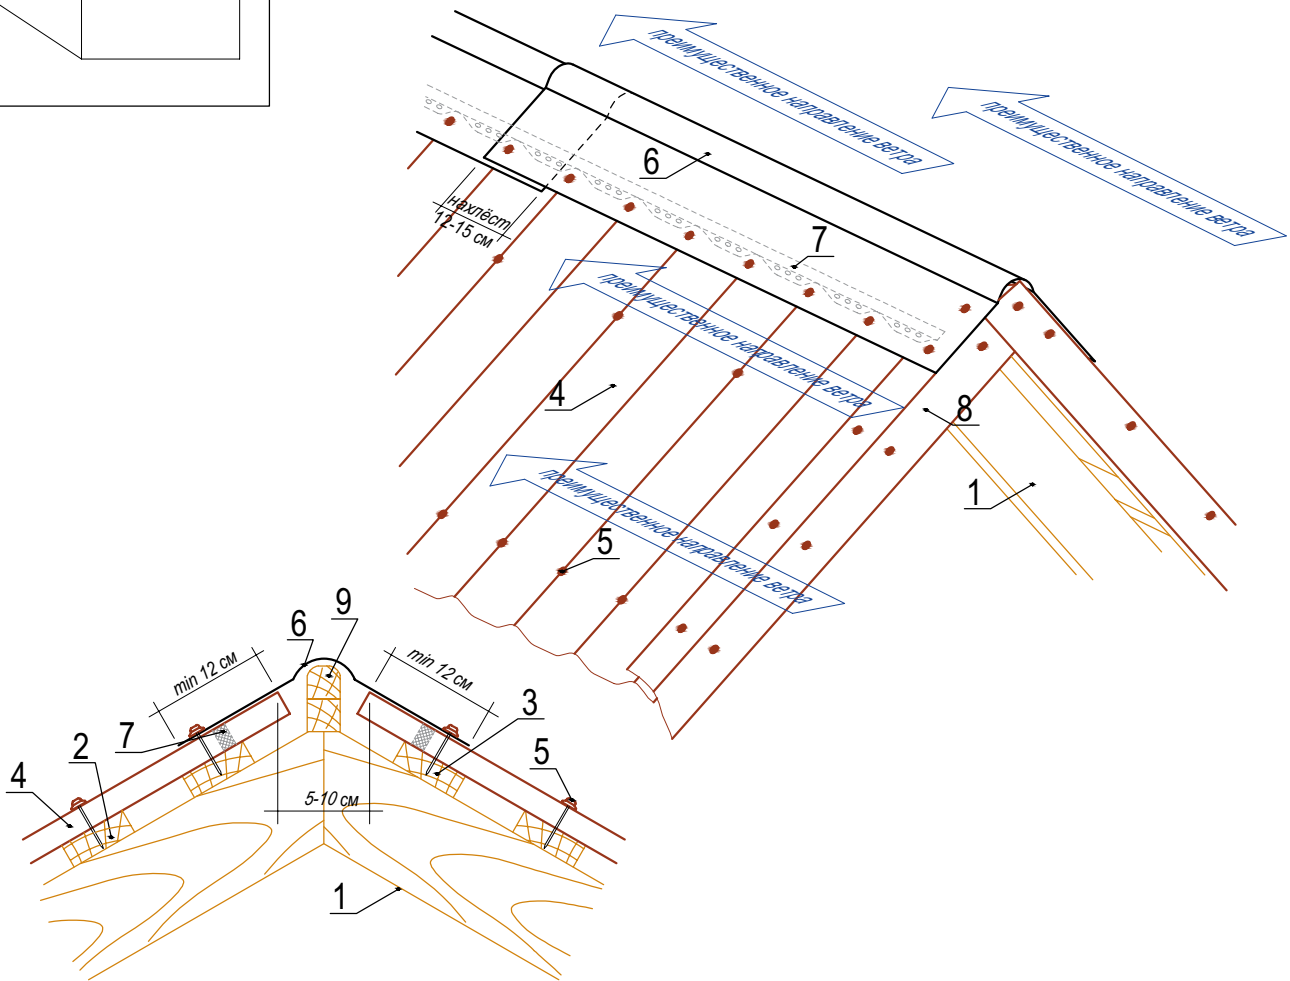 преимущественное направление ветра
преимущественное направление ветра
6
нахлёст
12-15 см
7
преимущественное направление ветра
4
8
1
преимущественное направление ветра
5
9
6
min 12 см
min 12 см
3
7
2
5
4
5-10 см
1